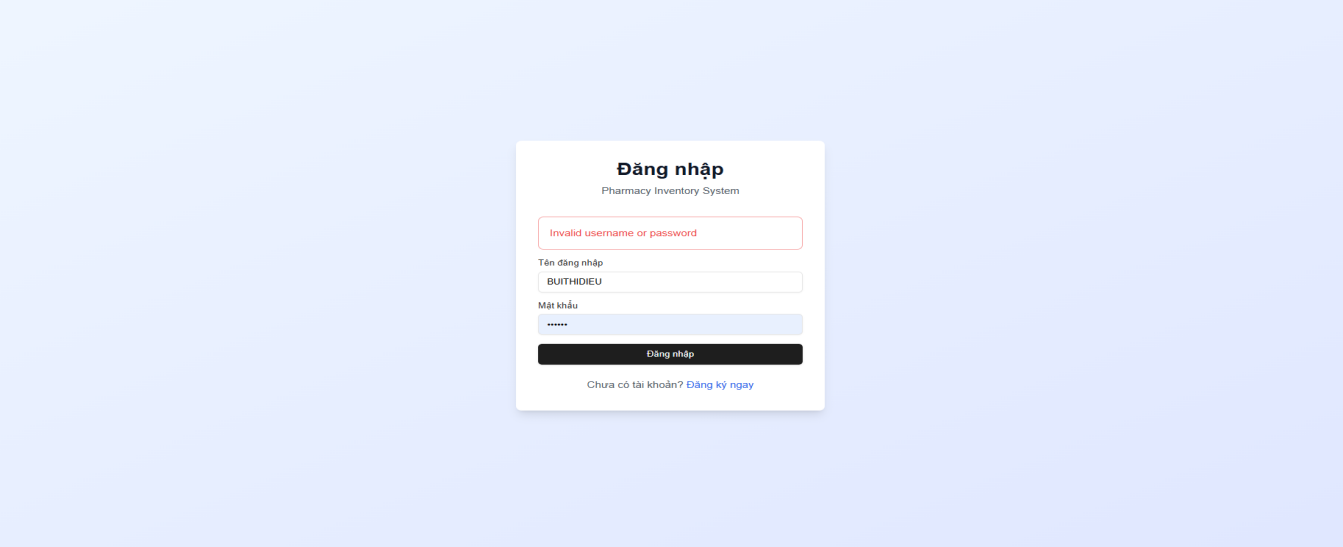 Đăng nhập
Pharmacy Inventory System
Invalid username or password
Tên đăng nhập
BUITHIDIEU
Mật khẩu
••••••
Đăng nhập
Chưa có tài khoản? Đăng ký ngay